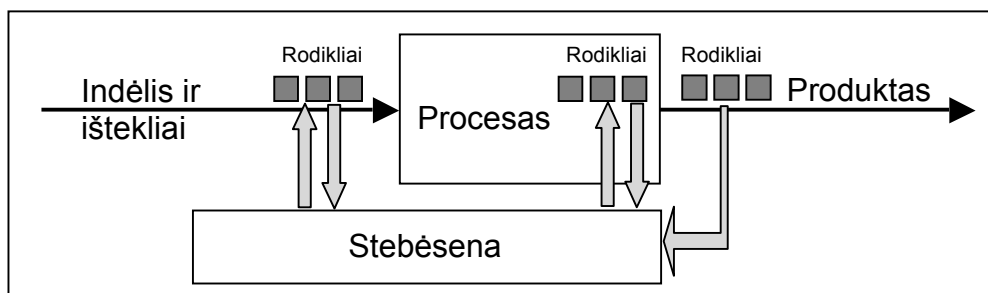 Rodikliai
Rodikliai
Rodikliai
Indėlis ir
ištekliai
Procesas
Produktas
Stebėsena